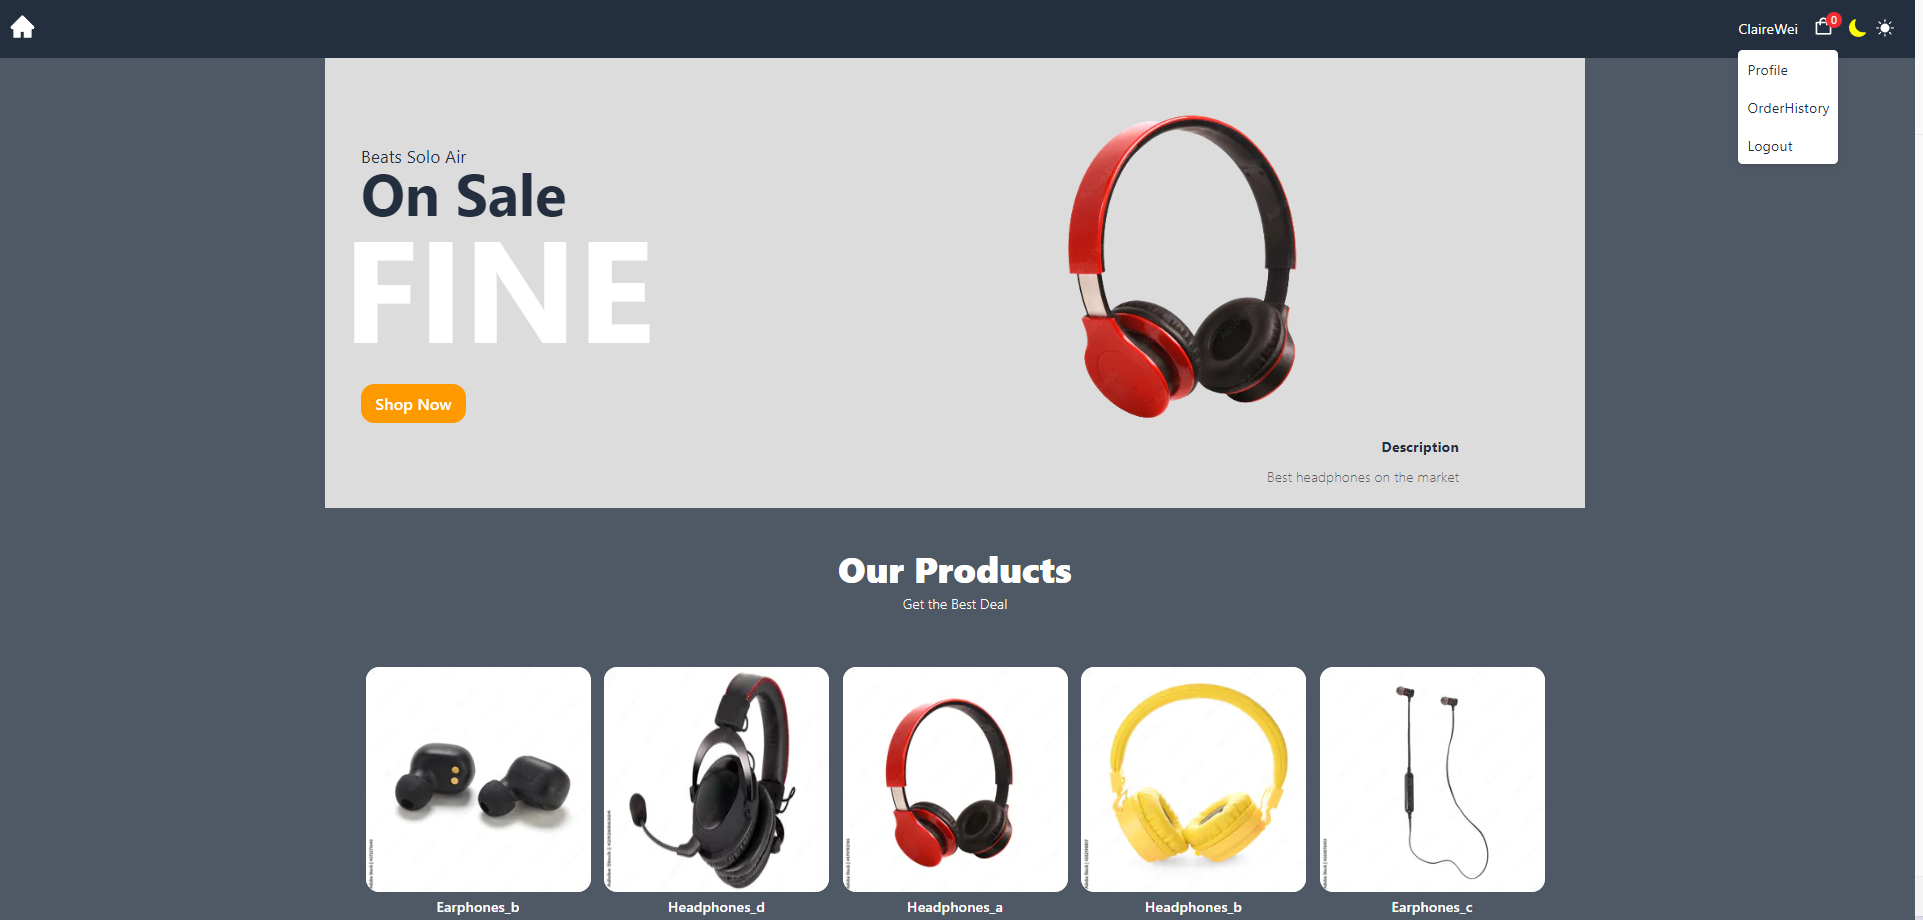 ClaireWei
0
Profile
OrderHistory
Logout
Beats Solo Air
On Sale
FINE
Shop Now
Description
Best headphones on the market
Our Products
Get the Best Deal
Earphones_b
Headphones_d
Headphones_a
Headphones_b
Earphones_c